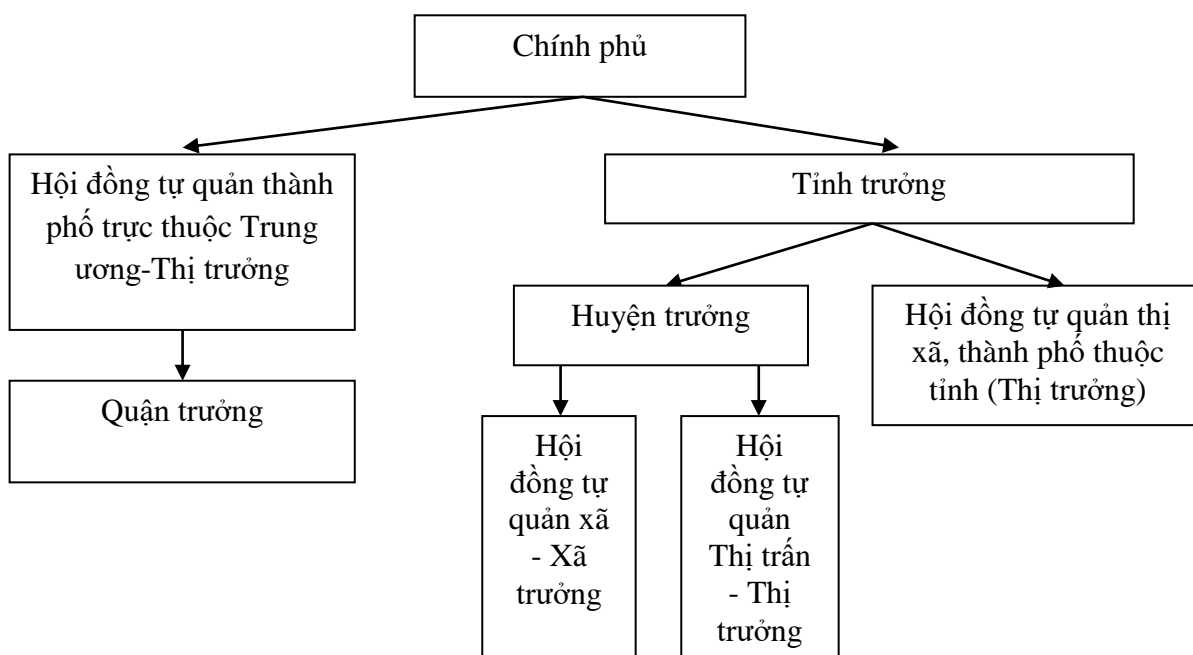 Chính phủ
Hội đồng tự quản thành
phố trực thuộc Trung
ương-Thị trưởng
Tỉnh trưởng
Huyện trưởng
Hội đồng tự quản thị
xã, thành phố thuộc
tỉnh (Thị trưởng)
Quận trưởng
Hội
đồng tự
quản xã
- Xã
trưởng
Hội
đồng tự
quản
Thị trấn
- Thị
trưởng